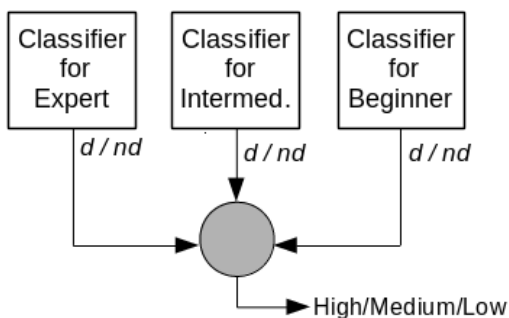 Classifier
for
Expert
Classifier
for
Intermed.
Classifier
for
Beginner
d / nd
d / nd
d / nd
High/Medium/Low